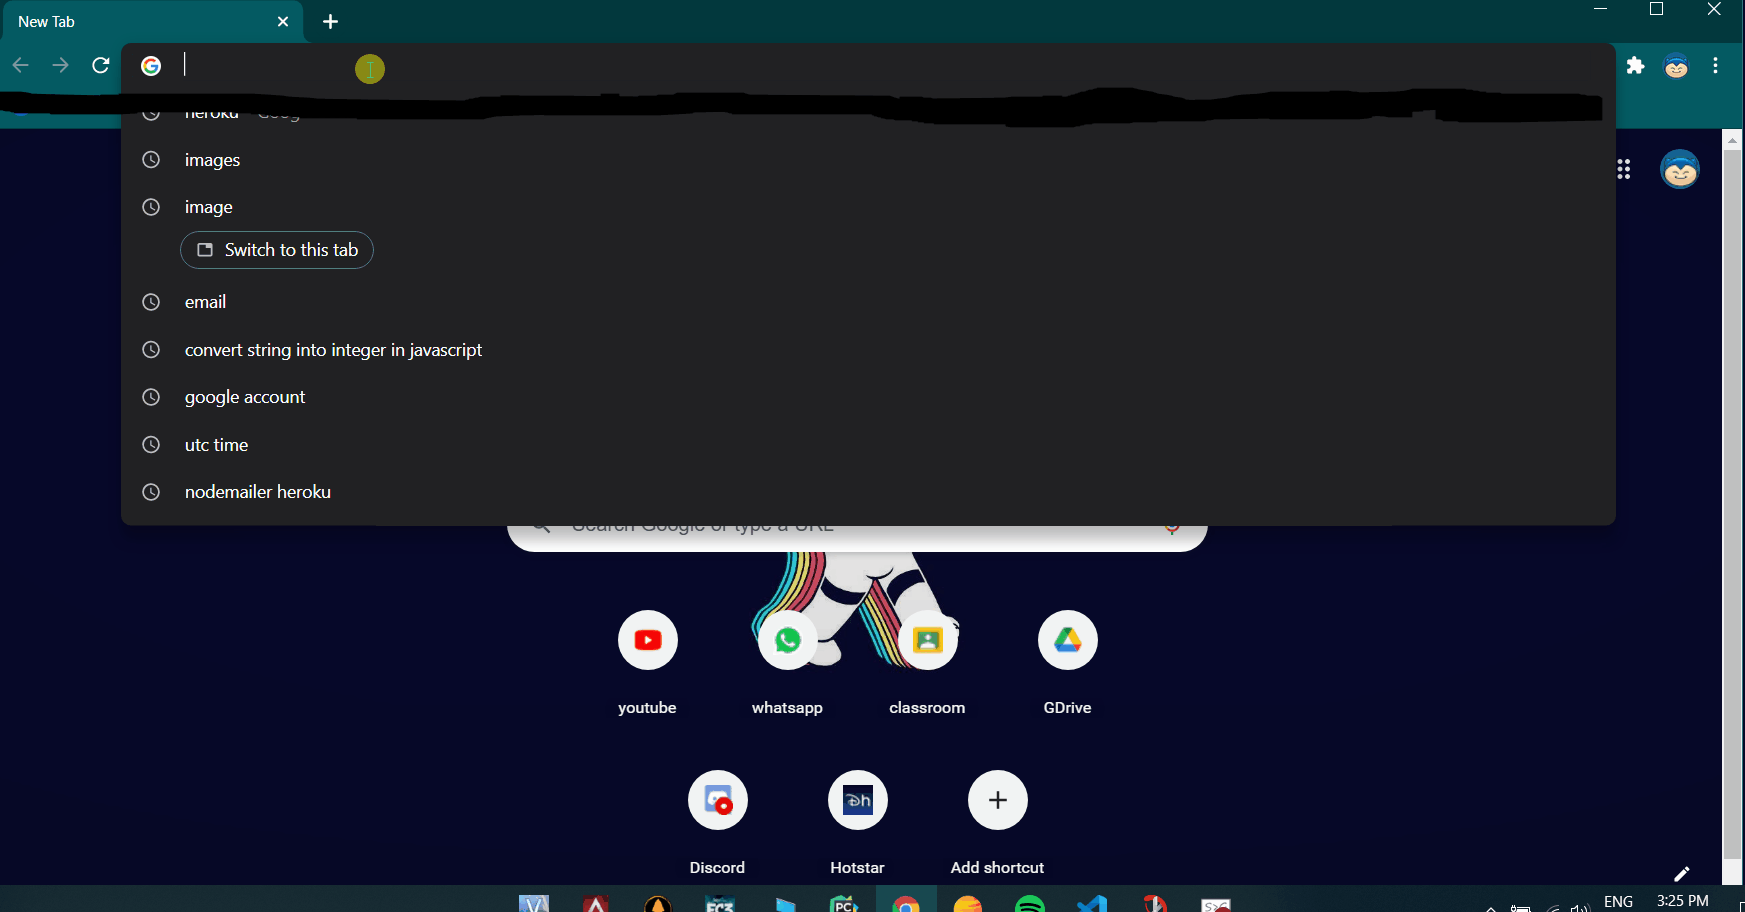 New Tab
heroku
images
image
Switch to this tab
email
convert string into integer in javascript
google account
utc time
nodemailer heroku
Search Google or type a URL
youtube
whatsapp
classroom
GDrive
Discord
Hotstar
Add shortcut
ENG
3:25 PM